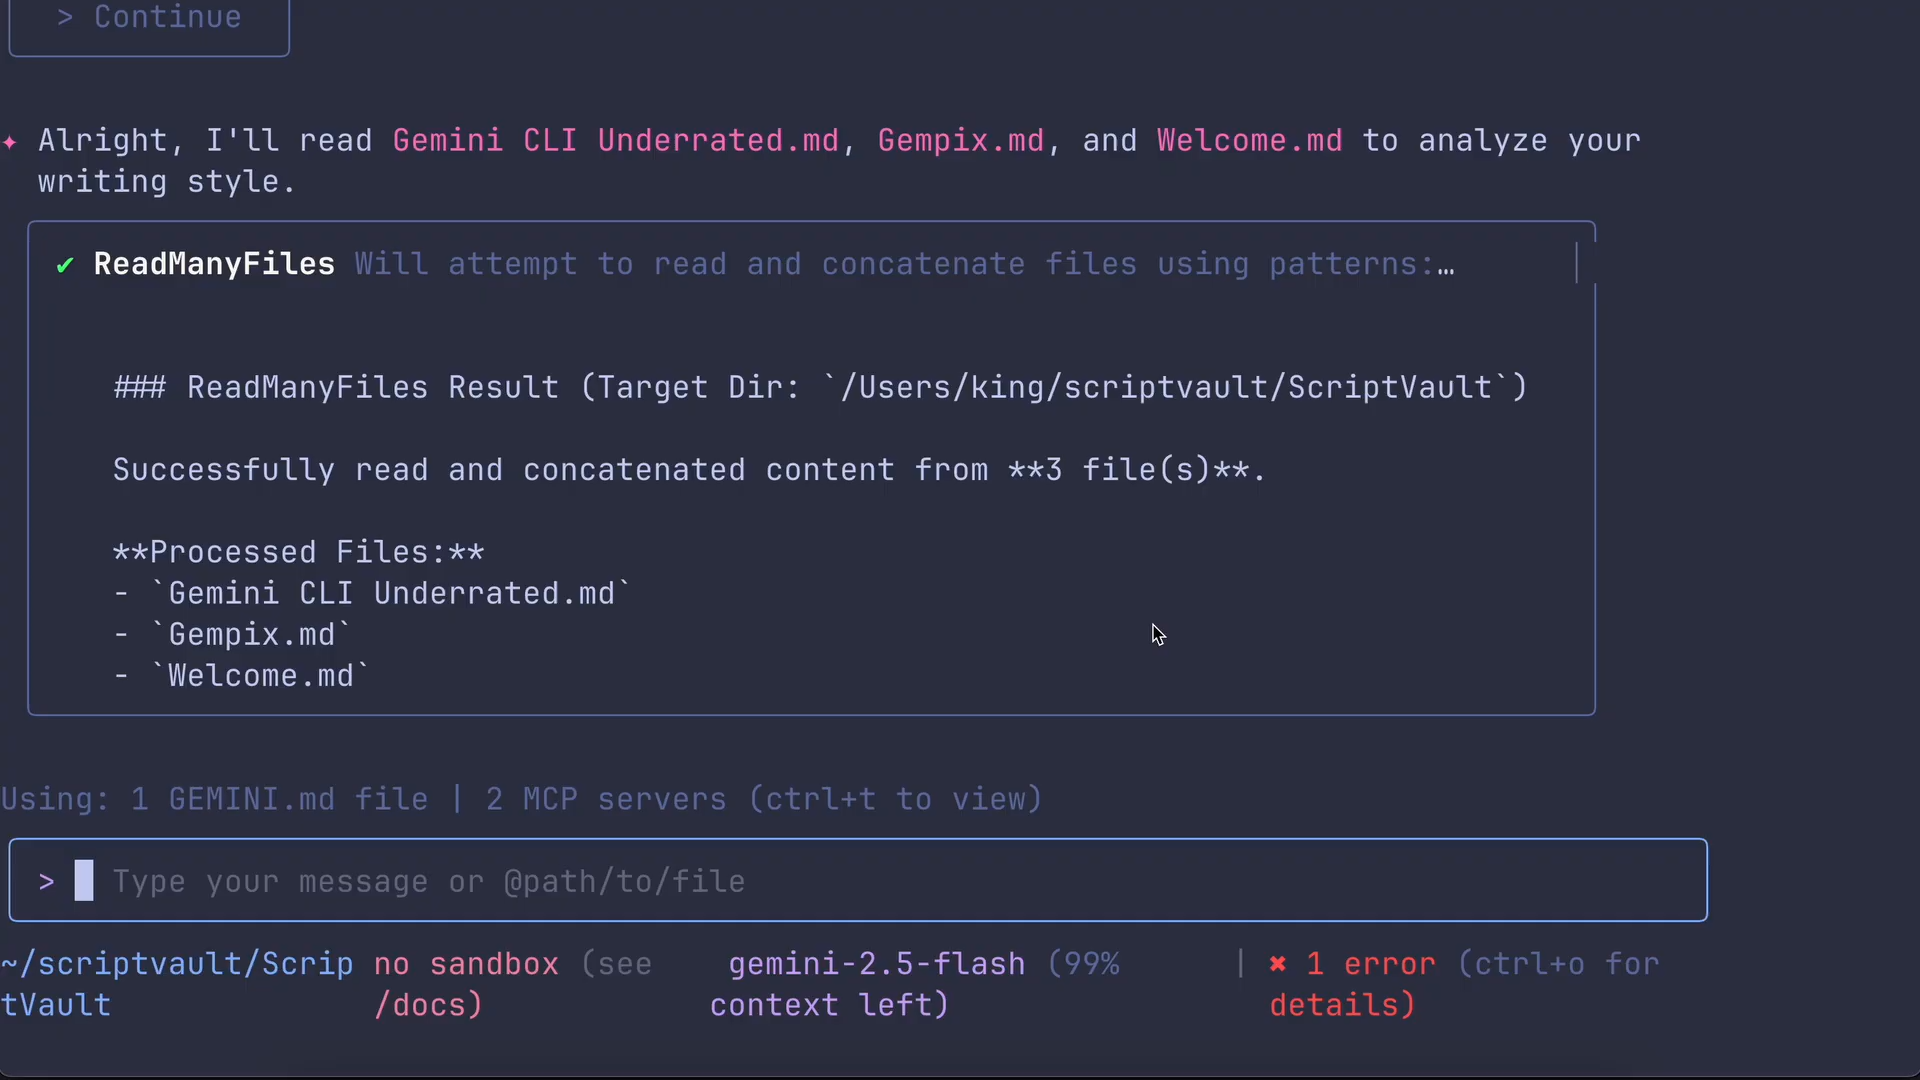 > Continue
✦ Alright, I'll read Gemini CLI Underrated.md, Gempix.md, and Welcome.md to analyze your
writing style.
✔ ReadManyFiles Will attempt to read and concatenate files using patterns:…
### ReadManyFiles Result (Target Dir: `/Users/king/scriptvault/ScriptVault`)
Successfully read and concatenated content from **3 file(s)**.
**Processed Files:**
- `Gemini CLI Underrated.md`
- `Gempix.md`
- `Welcome.md`
Using: 1 GEMINI.md file | 2 MCP servers (ctrl+t to view)
> Type your message or @path/to/file
~/scriptvault/Scrip no sandbox (see gemini-2.5-flash (99% | ✖ 1 error (ctrl+o for
tVault /docs) context left) details)